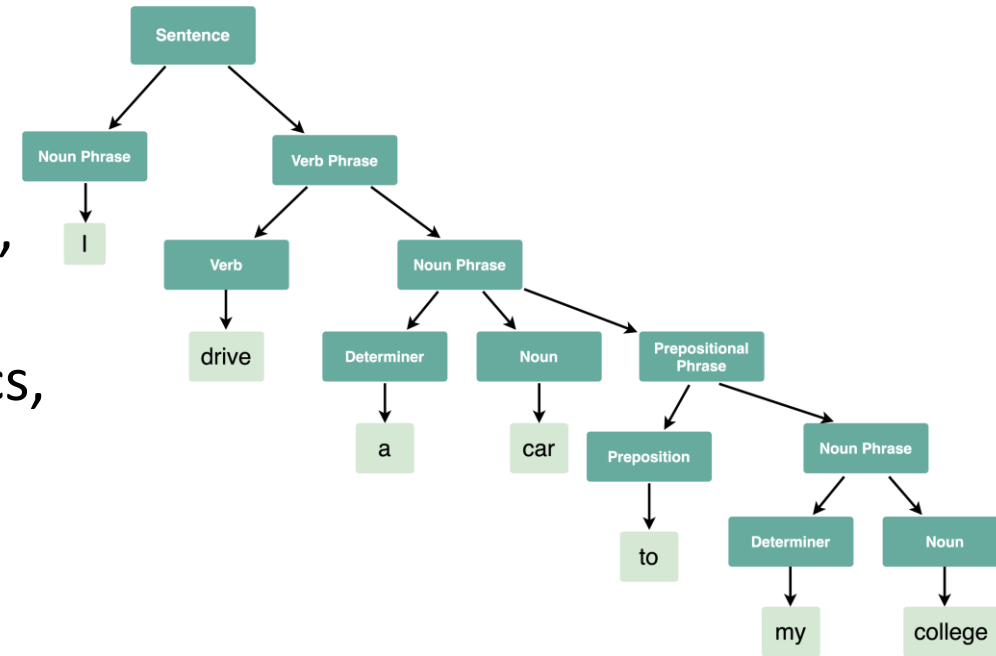 Sentence
Noun Phrase
Verb Phrase
,
I
Verb
Noun Phrase
drive
Determiner
Noun
Prepositional
Phrase
cs,
a
car
Preposition
Noun Phrase
to
Determiner
Noun
my
college